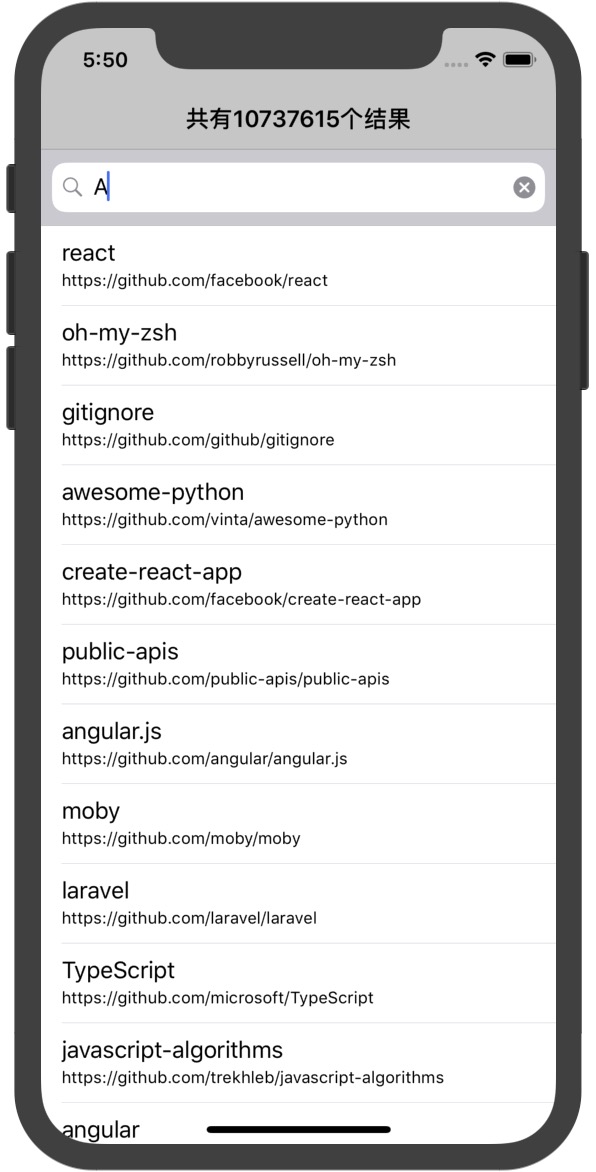 5:50
共有10737615个结果
A
react
https://github.com/facebook/react
oh-my-zsh
https://github.com/robbyrussell/oh-my-zsh
gitignore
https://github.com/github/gitignore
awesome-python
https://github.com/vinta/awesome-python
create-react-app
https://github.com/facebook/create-react-app
public-apis
https://github.com/public-apis/public-apis
angular.js
https://github.com/angular/angular.js
moby
https://github.com/moby/moby
laravel
https://github.com/laravel/laravel
TypeScript
https://github.com/microsoft/TypeScript
javascript-algorithms
https://github.com/trekhleb/javascript-algorithms
angular